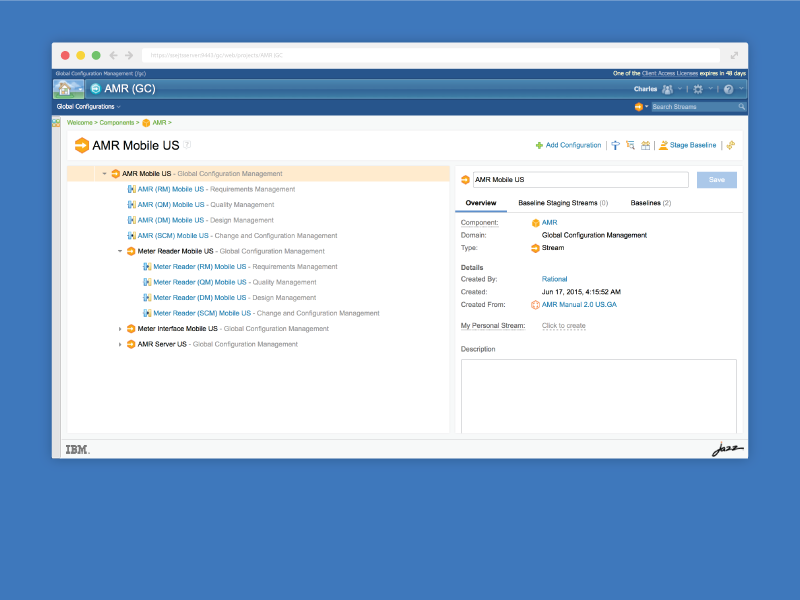 Global Configuration Management (/gc)
One of the Client Access Licenses expires in 48 days
AMR (GC)
Charles
Global Configurations
Search Streams
Welcome > Components > AMR >
AMR Mobile US
Add Configuration
Stage Baseline
AMR Mobile US - Global Configuration Management
AMR (RM) Mobile US - Requirements Management
AMR (QM) Mobile US - Quality Management
AMR (DM) Mobile US - Design Management
AMR (SCM) Mobile US - Change and Configuration Management
Meter Reader Mobile US - Global Configuration Management
Meter Reader (RM) Mobile US - Requirements Management
Meter Reader (QM) Mobile US - Quality Management
Meter Reader (DM) Mobile US - Design Management
Meter Reader (SCM) Mobile US - Change and Configuration Management
Meter Interface Mobile US - Global Configuration Management
AMR Server US - Global Configuration Management
AMR Mobile US
Save
Overview Baseline Staging Streams (0) Baselines (2)
Component: AMR
Domain: Global Configuration Management
Type: Stream
Details
Created By: Rational
Created: Jun 17, 2015, 4:15:52 AM
Created From: AMR Manual 2.0 US.GA
My Personal Stream: Click to create
Description
IBM.
Jazz